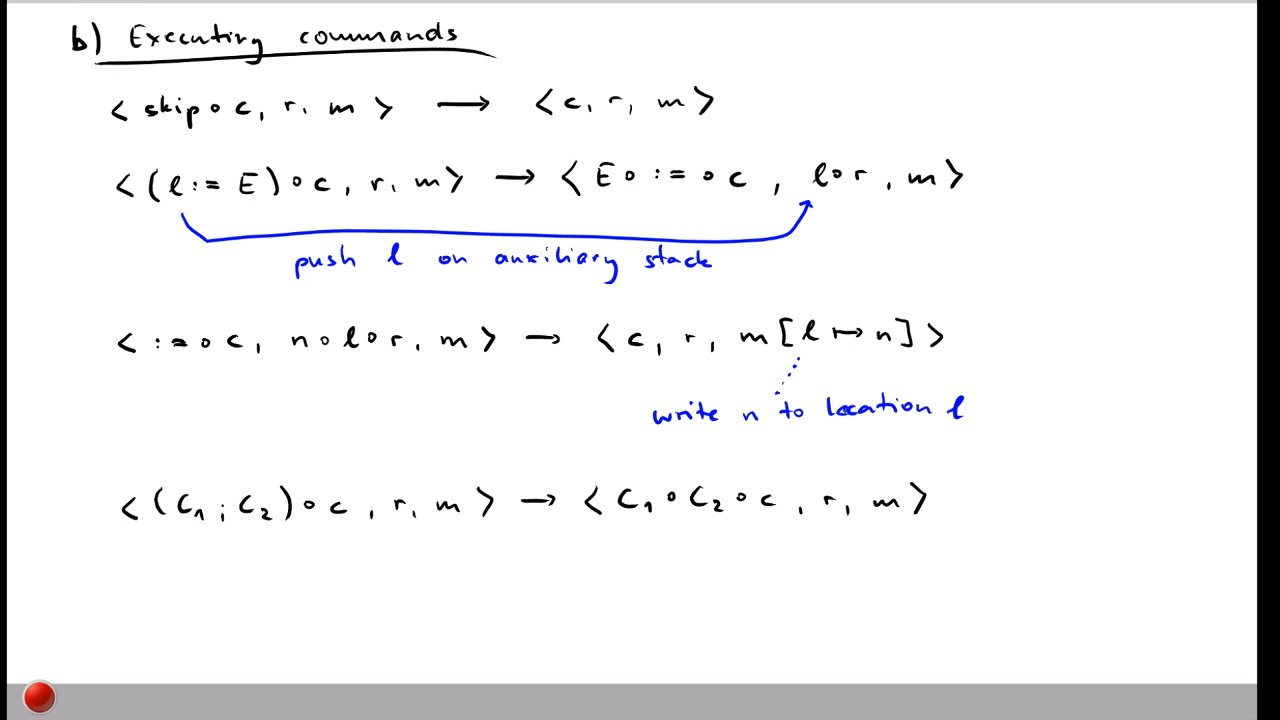 b) Executing commands
< skip ∘ c, r, m > ⟶ < c, r, m >
< (ℓ := E) ∘ c, r, m > → < E ∘ := ∘ c, ℓ ∘ r, m >
push ℓ on auxiliary stack
< := ∘ c, n ∘ ℓ ∘ r, m > → < c, r, m [ℓ ↦ n] >
write n to location ℓ
< (C₁ ; C₂) ∘ c, r, m > → < C₁ ∘ C₂ ∘ c, r, m >